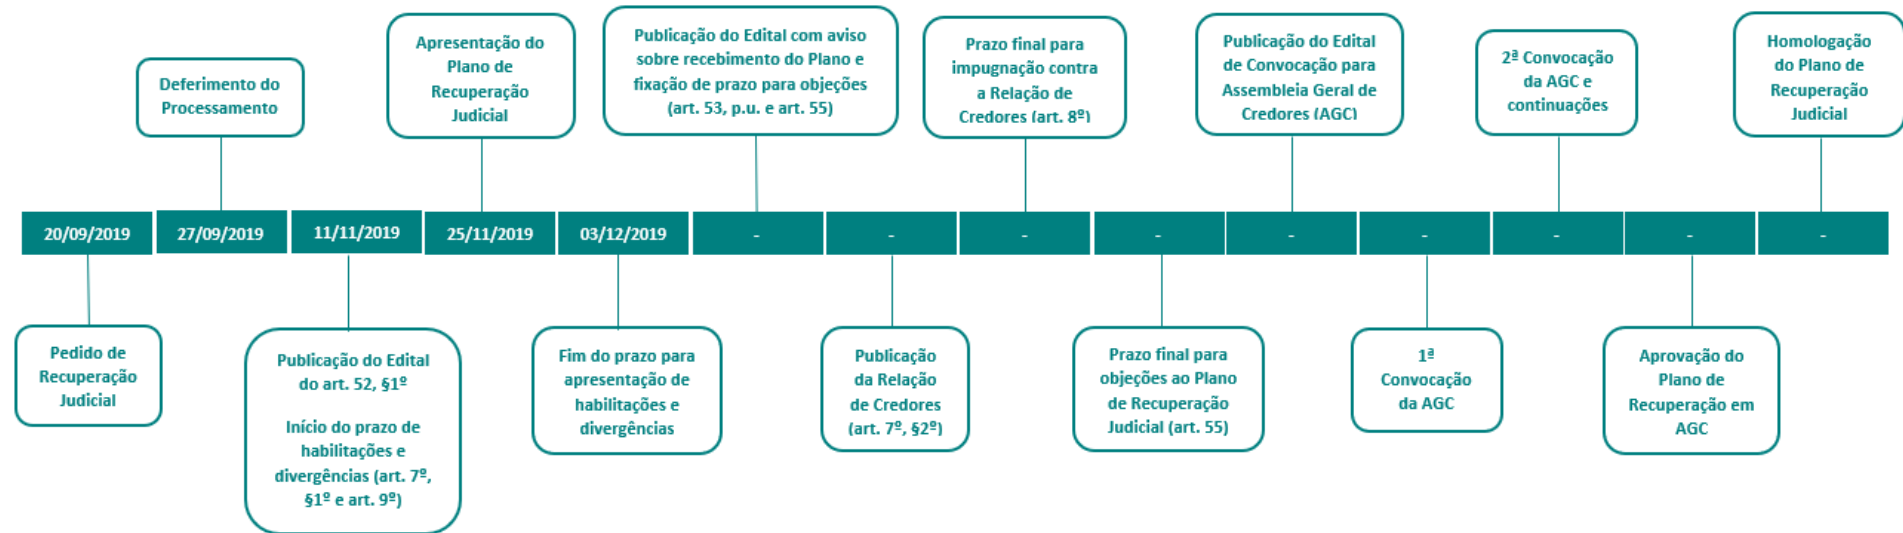 Deferimento do
Processamento
Apresentação do
Plano de
Recuperação
Judicial
Publicação do Edital com aviso
sobre recebimento do Plano e
fixação de prazo para objeções
(art. 53, p.u. e art. 55)
Prazo final para
impugnação contra
a Relação de
Credores (art. 8º)
Publicação do Edital
de Convocação para
Assembleia Geral de
Credores (AGC)
2ª Convocação
da AGC e
continuações
Homologação
do Plano de
Recuperação
Judicial
20/09/2019 27/09/2019 11/11/2019 25/11/2019 03/12/2019 - - - - - - - - -
Pedido de
Recuperação
Judicial
Publicação do Edital
do art. 52, §1º
Início do prazo de
habilitações e
divergências (art. 7º,
§1º e art. 9º)
Fim do prazo para
apresentação de
habilitações e
divergências
Publicação
da Relação
de Credores
(art. 7º, §2º)
Prazo final para
objeções ao Plano
de Recuperação
Judicial (art. 55)
1ª
Convocação
da AGC
Aprovação do
Plano de
Recuperação em
AGC